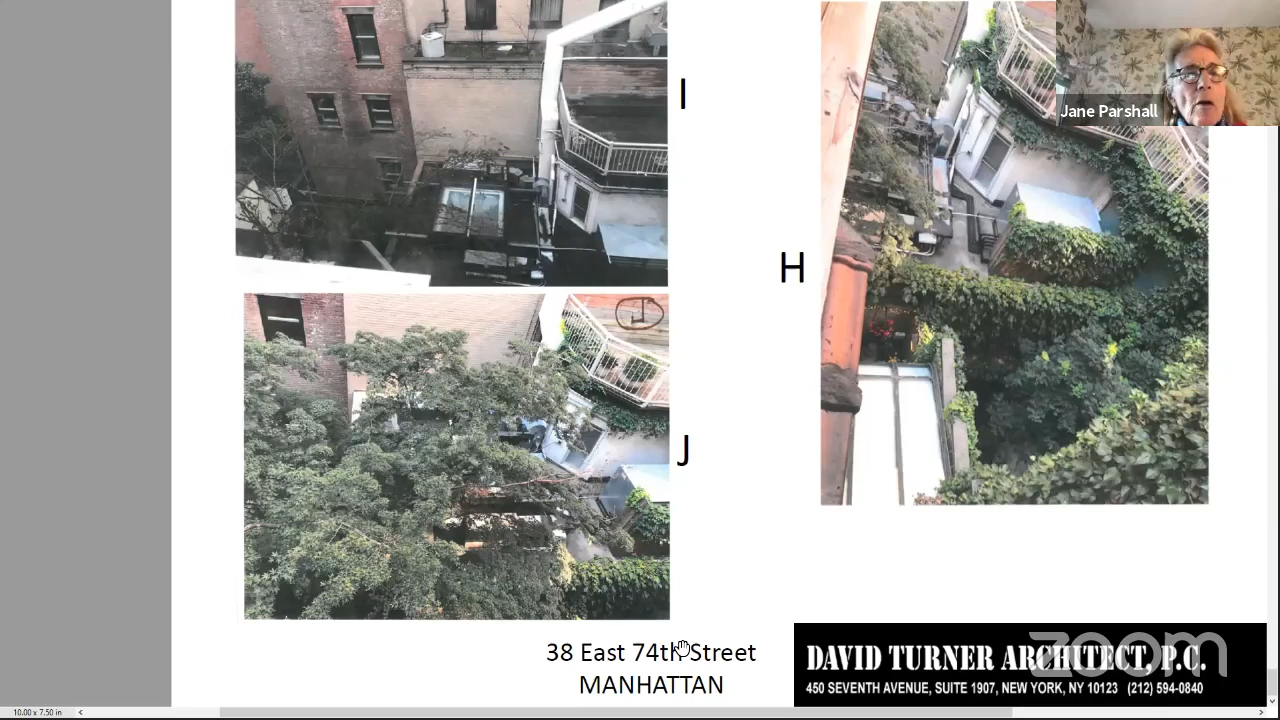 I
Jane Parshall
H
J
38 East 74th Street
MANHATTAN
DAVID TURNER ARCHITECT, P.C.
450 SEVENTH AVENUE, SUITE 1907, NEW YORK, NY 10123 (212) 594-0840
zoom
10.00 x 7.50 in